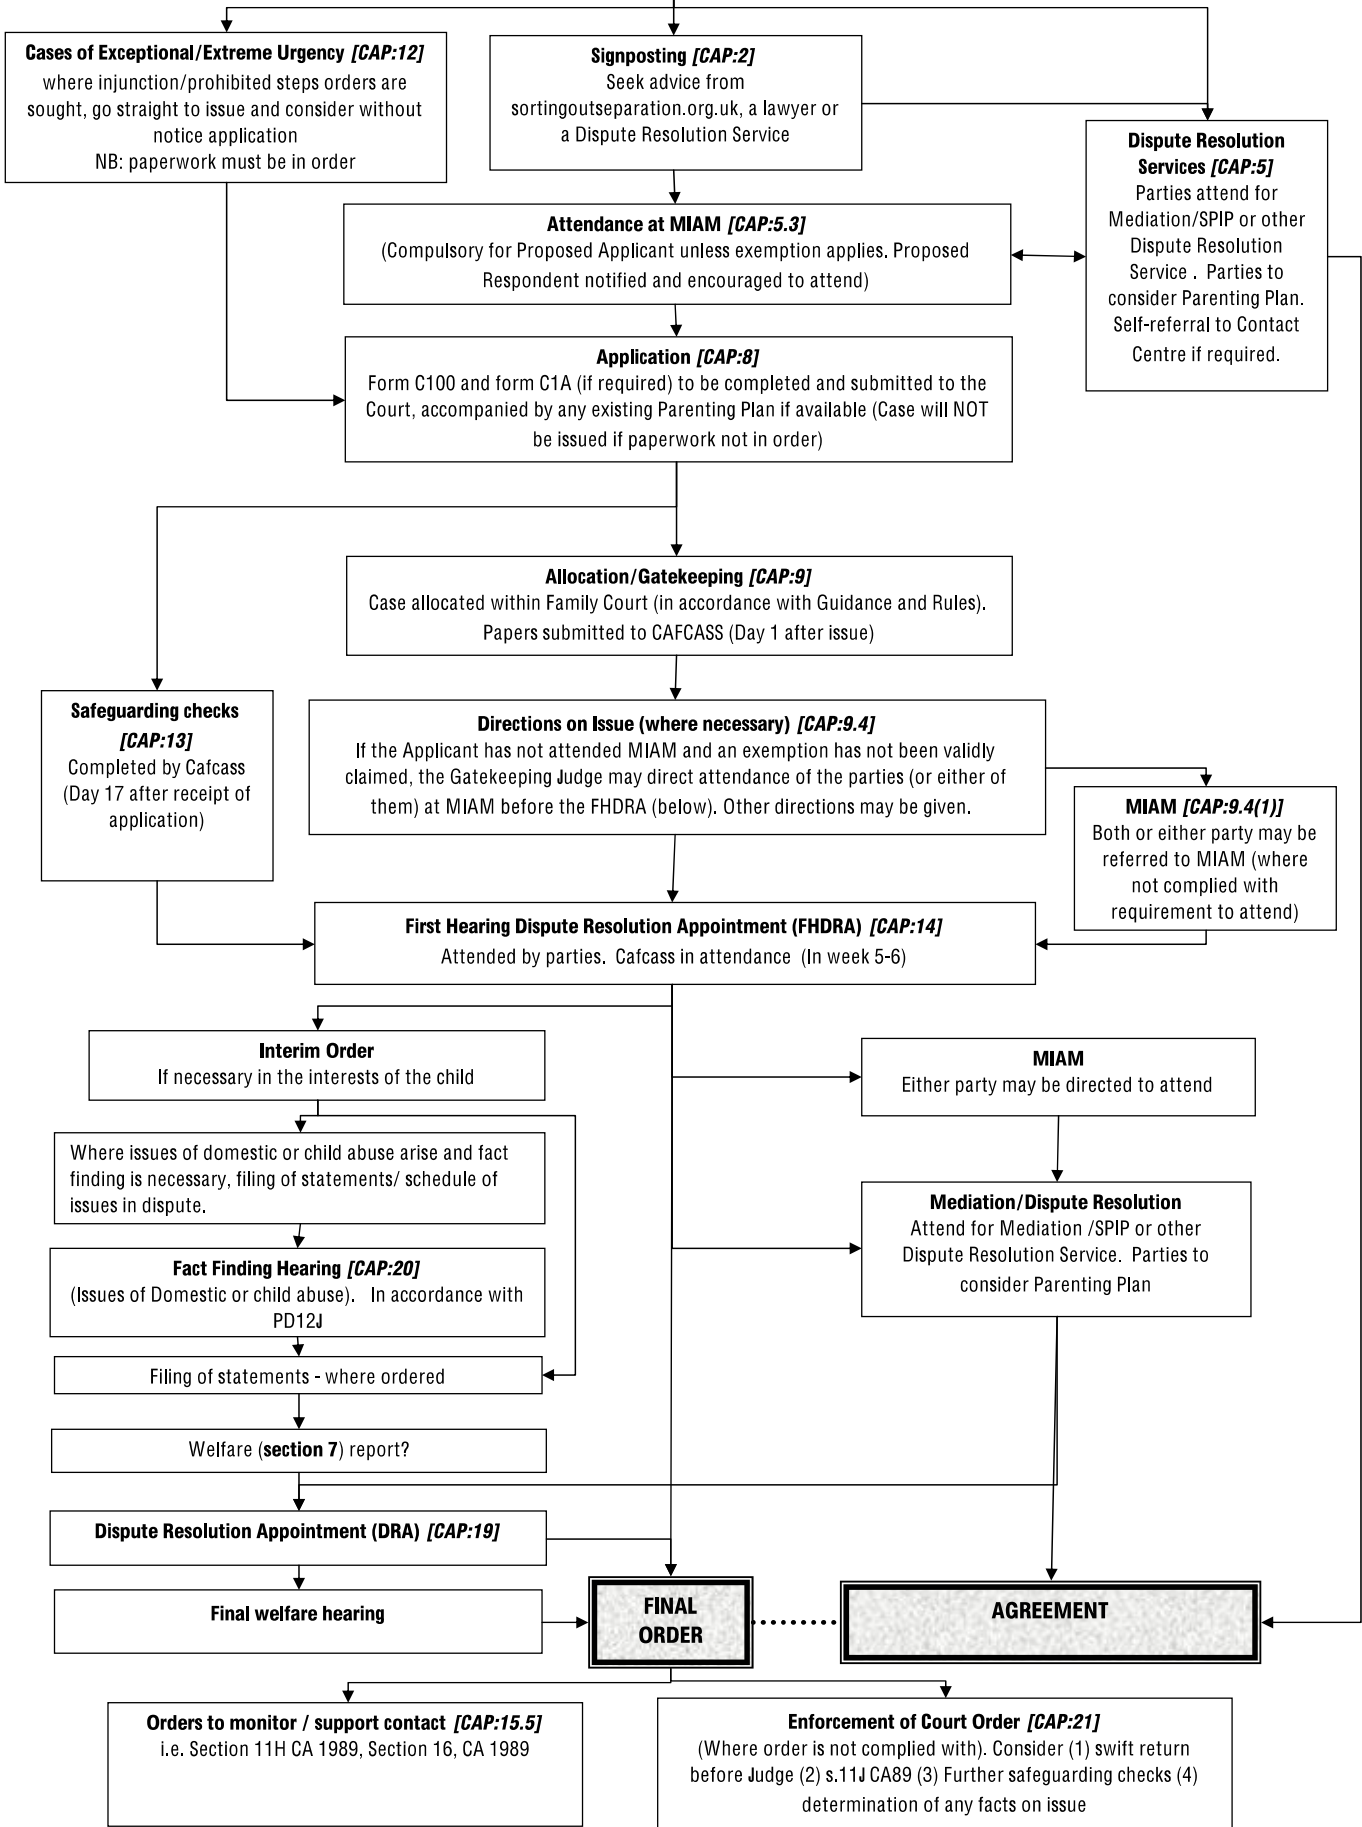 Cases of Exceptional/Extreme Urgency [CAP:12]
where injunction/prohibited steps orders are
sought, go straight to issue and consider without
notice application
NB: paperwork must be in order
Signposting [CAP:2]
Seek advice from
sortingoutseparation.org.uk, a lawyer or
a Dispute Resolution Service
Dispute Resolution
Services [CAP:5]
Parties attend for
Mediation/SPIP or other
Dispute Resolution
Service . Parties to
consider Parenting Plan.
Self-referral to Contact
Centre if required.
Attendance at MIAM [CAP:5.3]
(Compulsory for Proposed Applicant unless exemption applies. Proposed
Respondent notified and encouraged to attend)
Application [CAP:8]
Form C100 and form C1A (if required) to be completed and submitted to the
Court, accompanied by any existing Parenting Plan if available (Case will NOT
be issued if paperwork not in order)
Allocation/Gatekeeping [CAP:9]
Case allocated within Family Court (in accordance with Guidance and Rules).
Papers submitted to CAFCASS (Day 1 after issue)
Safeguarding checks
[CAP:13]
Completed by Cafcass
(Day 17 after receipt of
application)
Directions on Issue (where necessary) [CAP:9.4]
If the Applicant has not attended MIAM and an exemption has not been validly
claimed, the Gatekeeping Judge may direct attendance of the parties (or either of
them) at MIAM before the FHDRA (below). Other directions may be given.
MIAM [CAP:9.4(1)]
Both or either party may be
referred to MIAM (where
not complied with
requirement to attend)
First Hearing Dispute Resolution Appointment (FHDRA) [CAP:14]
Attended by parties. Cafcass in attendance (In week 5-6)
Interim Order
If necessary in the interests of the child
MIAM
Either party may be directed to attend
Where issues of domestic or child abuse arise and fact
finding is necessary, filing of statements/ schedule of
issues in dispute.
Mediation/Dispute Resolution
Attend for Mediation /SPIP or other
Dispute Resolution Service. Parties to
consider Parenting Plan
Fact Finding Hearing [CAP:20]
(Issues of Domestic or child abuse). In accordance with
PD12J
Filing of statements - where ordered
Welfare (section 7) report?
Dispute Resolution Appointment (DRA) [CAP:19]
Final welfare hearing
FINAL
ORDER
AGREEMENT
Orders to monitor / support contact [CAP:15.5]
i.e. Section 11H CA 1989, Section 16, CA 1989
Enforcement of Court Order [CAP:21]
(Where order is not complied with). Consider (1) swift return
before Judge (2) s.11J CA89 (3) Further safeguarding checks (4)
determination of any facts on issue